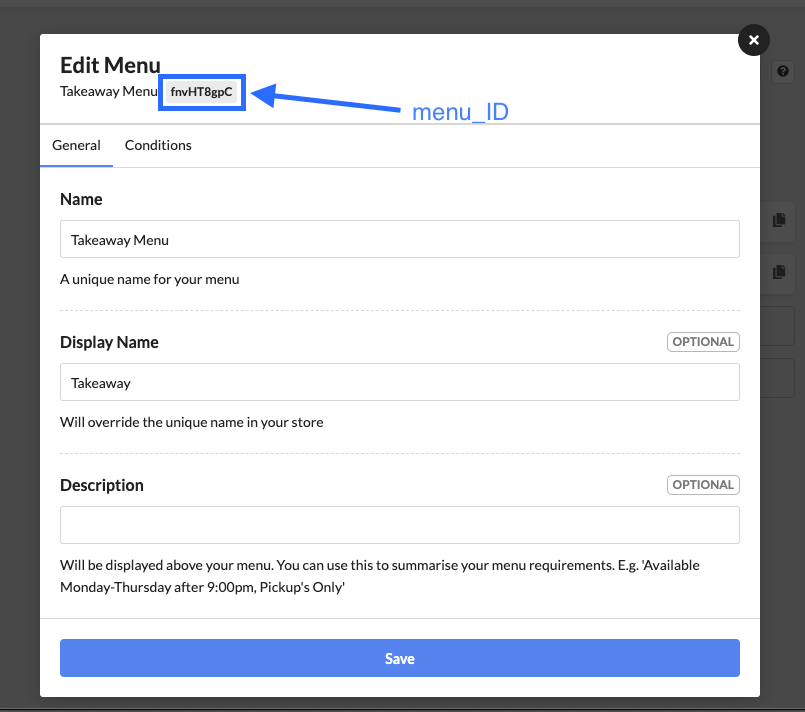 Edit Menu
Takeaway Menu fnvHT8gpC
menu_ID
General Conditions
Name
Takeaway Menu
A unique name for your menu
Display Name OPTIONAL
Takeaway
Will override the unique name in your store
Description OPTIONAL
Will be displayed above your menu. You can use this to summarise your menu requirements. E.g. 'Available
Monday-Thursday after 9:00pm, Pickup's Only'
Save